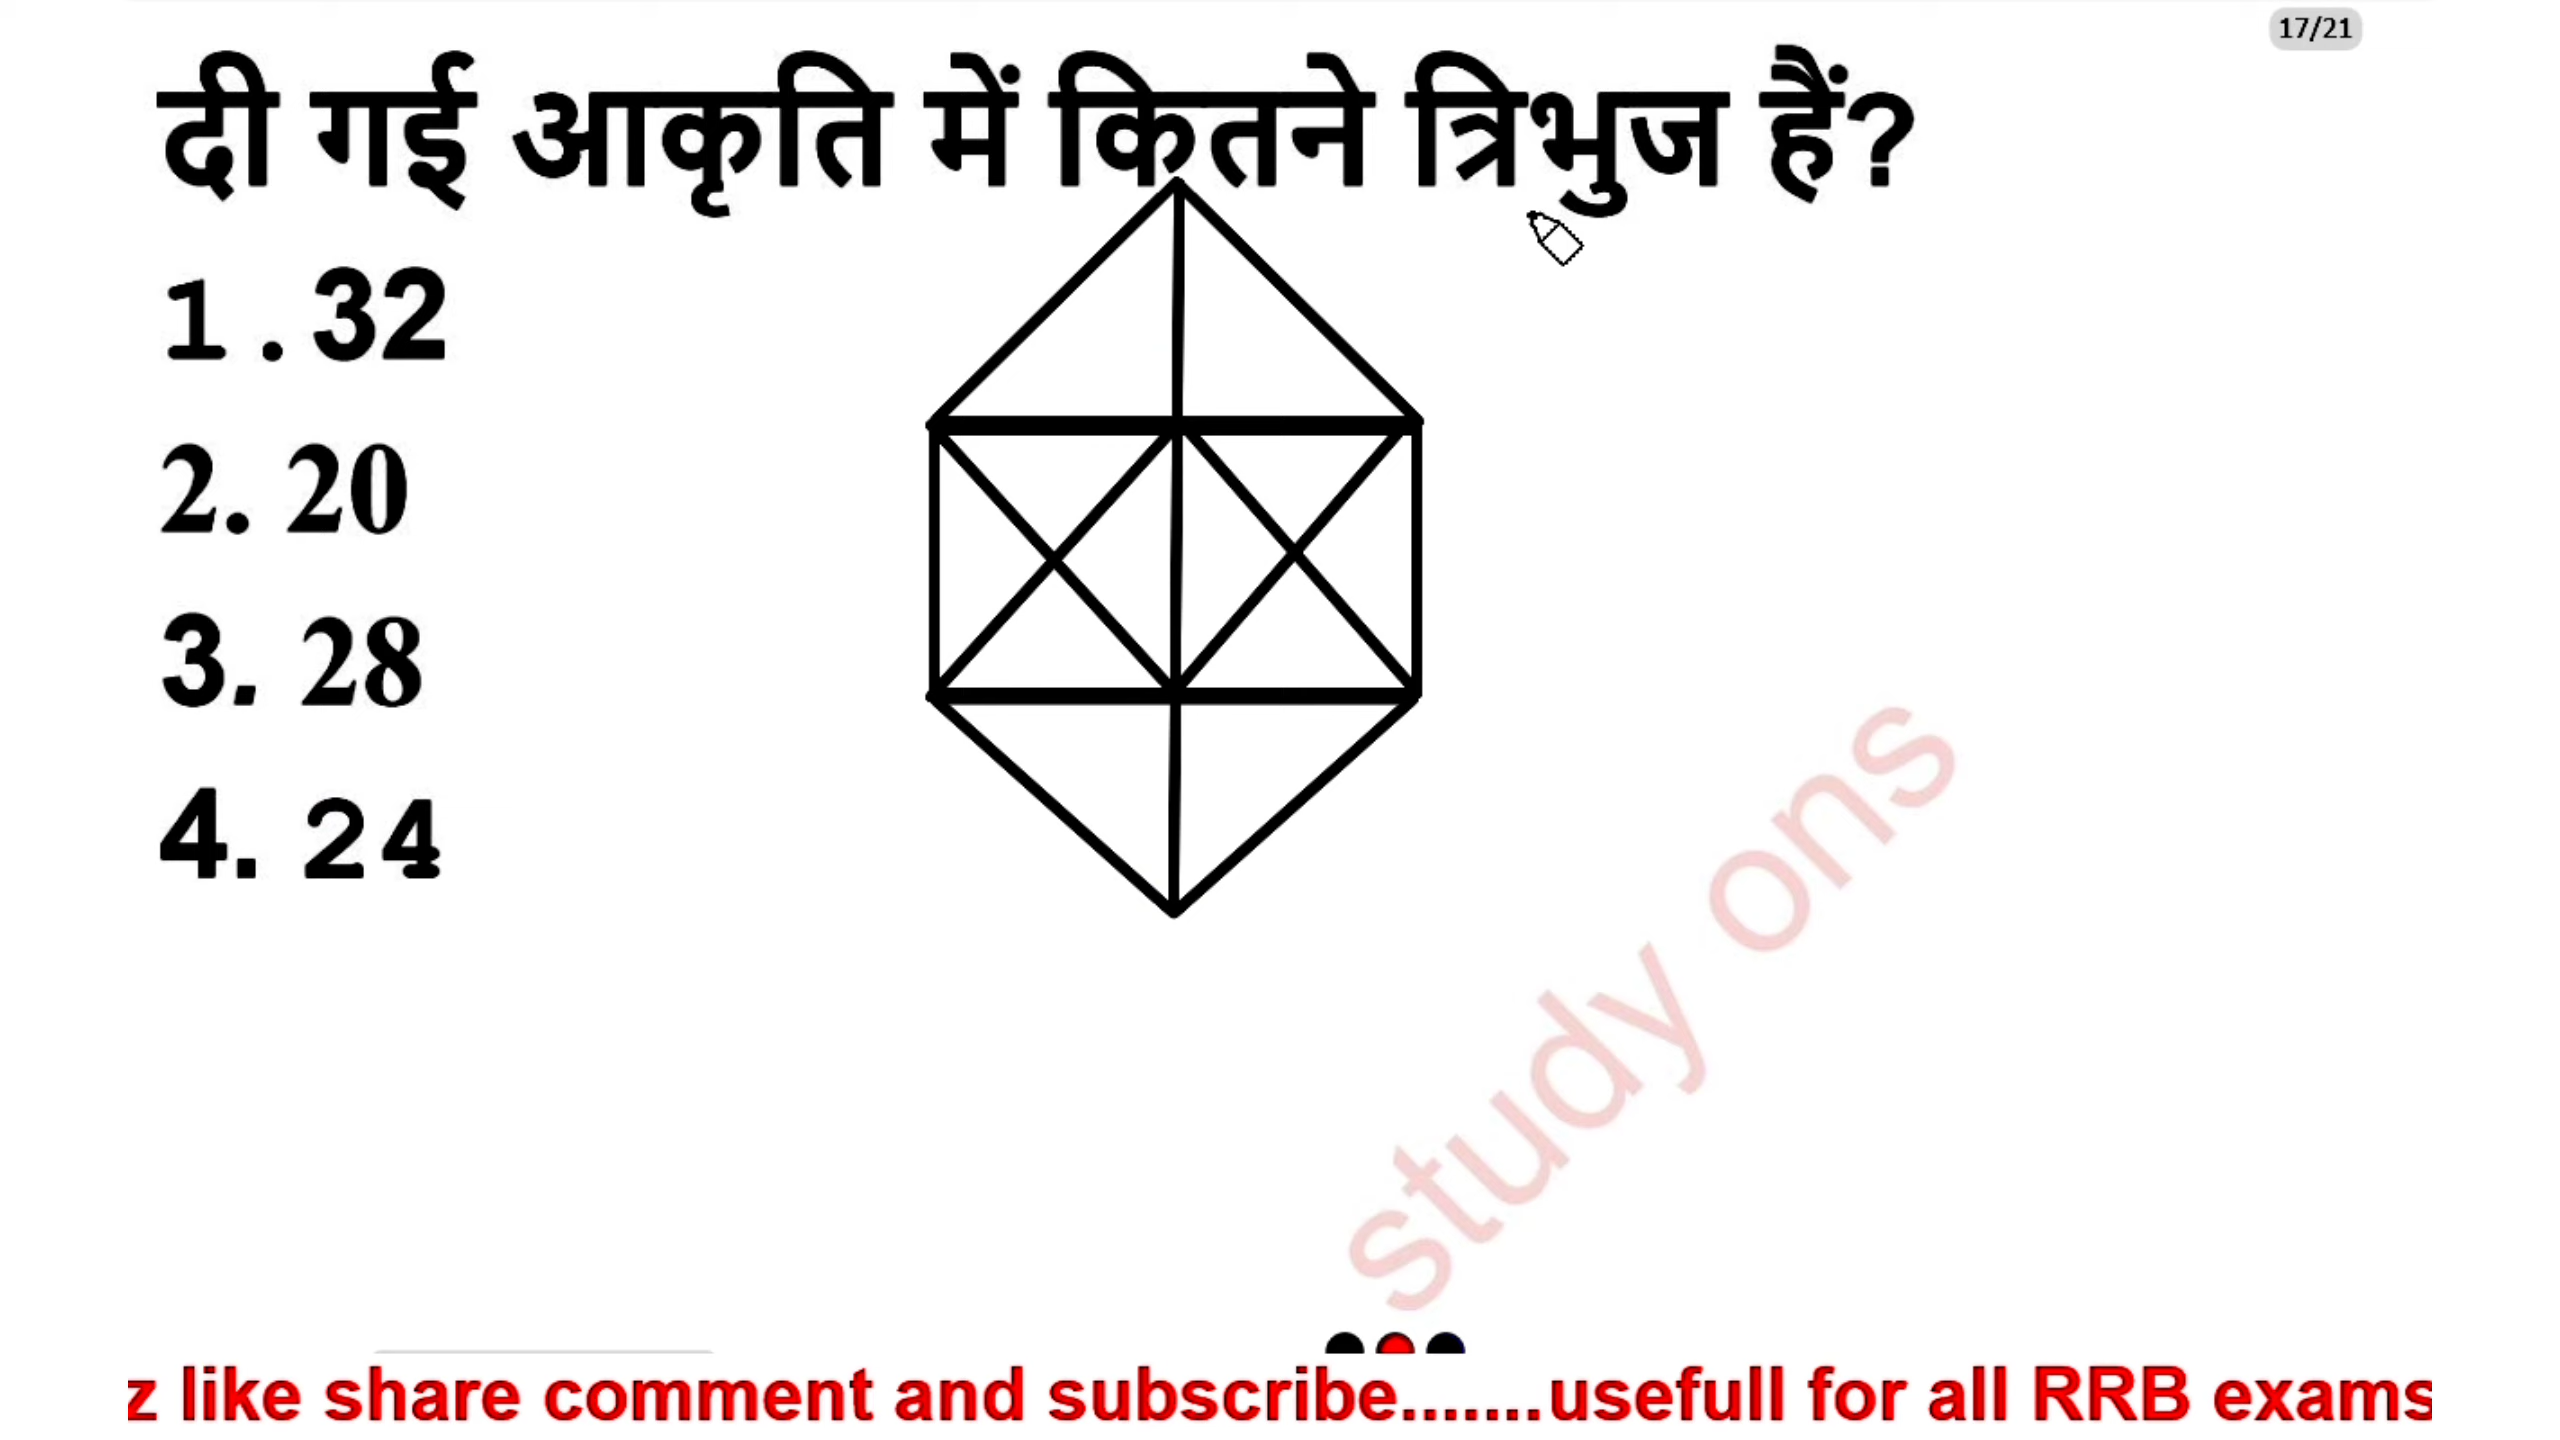 17/21
दी गई आकृति में कितने त्रिभुज हैं?
1.32
2. 20
3. 28
4. 24
study ons
z like share comment and subscribe.......usefull for all RRB exams